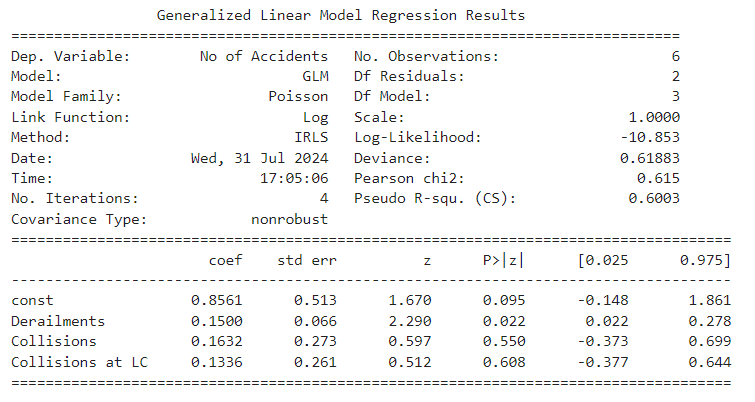 Generalized Linear Model Regression Results
==============================================================================
Dep. Variable: No of Accidents No. Observations: 6
Model: GLM Df Residuals: 2
Model Family: Poisson Df Model: 3
Link Function: Log Scale: 1.0000
Method: IRLS Log-Likelihood: -10.853
Date: Wed, 31 Jul 2024 Deviance: 0.61883
Time: 17:05:06 Pearson chi2: 0.615
No. Iterations: 4 Pseudo R-squ. (CS): 0.6003
Covariance Type: nonrobust
====================================================================================
coef std err z P>|z| [0.025 0.975]
------------------------------------------------------------------------------------
const 0.8561 0.513 1.670 0.095 -0.148 1.861
Derailments 0.1500 0.066 2.290 0.022 0.022 0.278
Collisions 0.1632 0.273 0.597 0.550 -0.373 0.699
Collisions at LC 0.1336 0.261 0.512 0.608 -0.377 0.644
====================================================================================